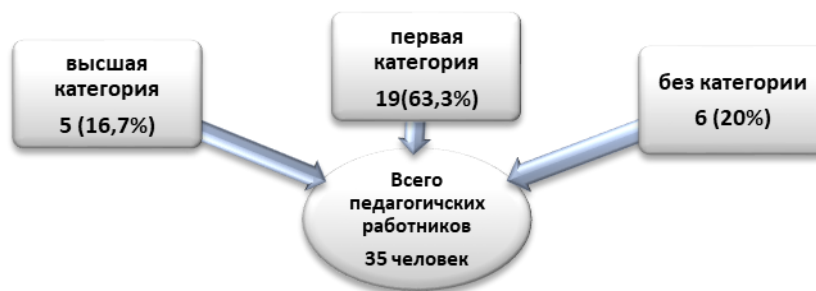 высшая
категория
5 (16,7%)
первая
категория
19(63,3%)
без категории
6 (20%)
Всего
педагогичских
работников
35 человек